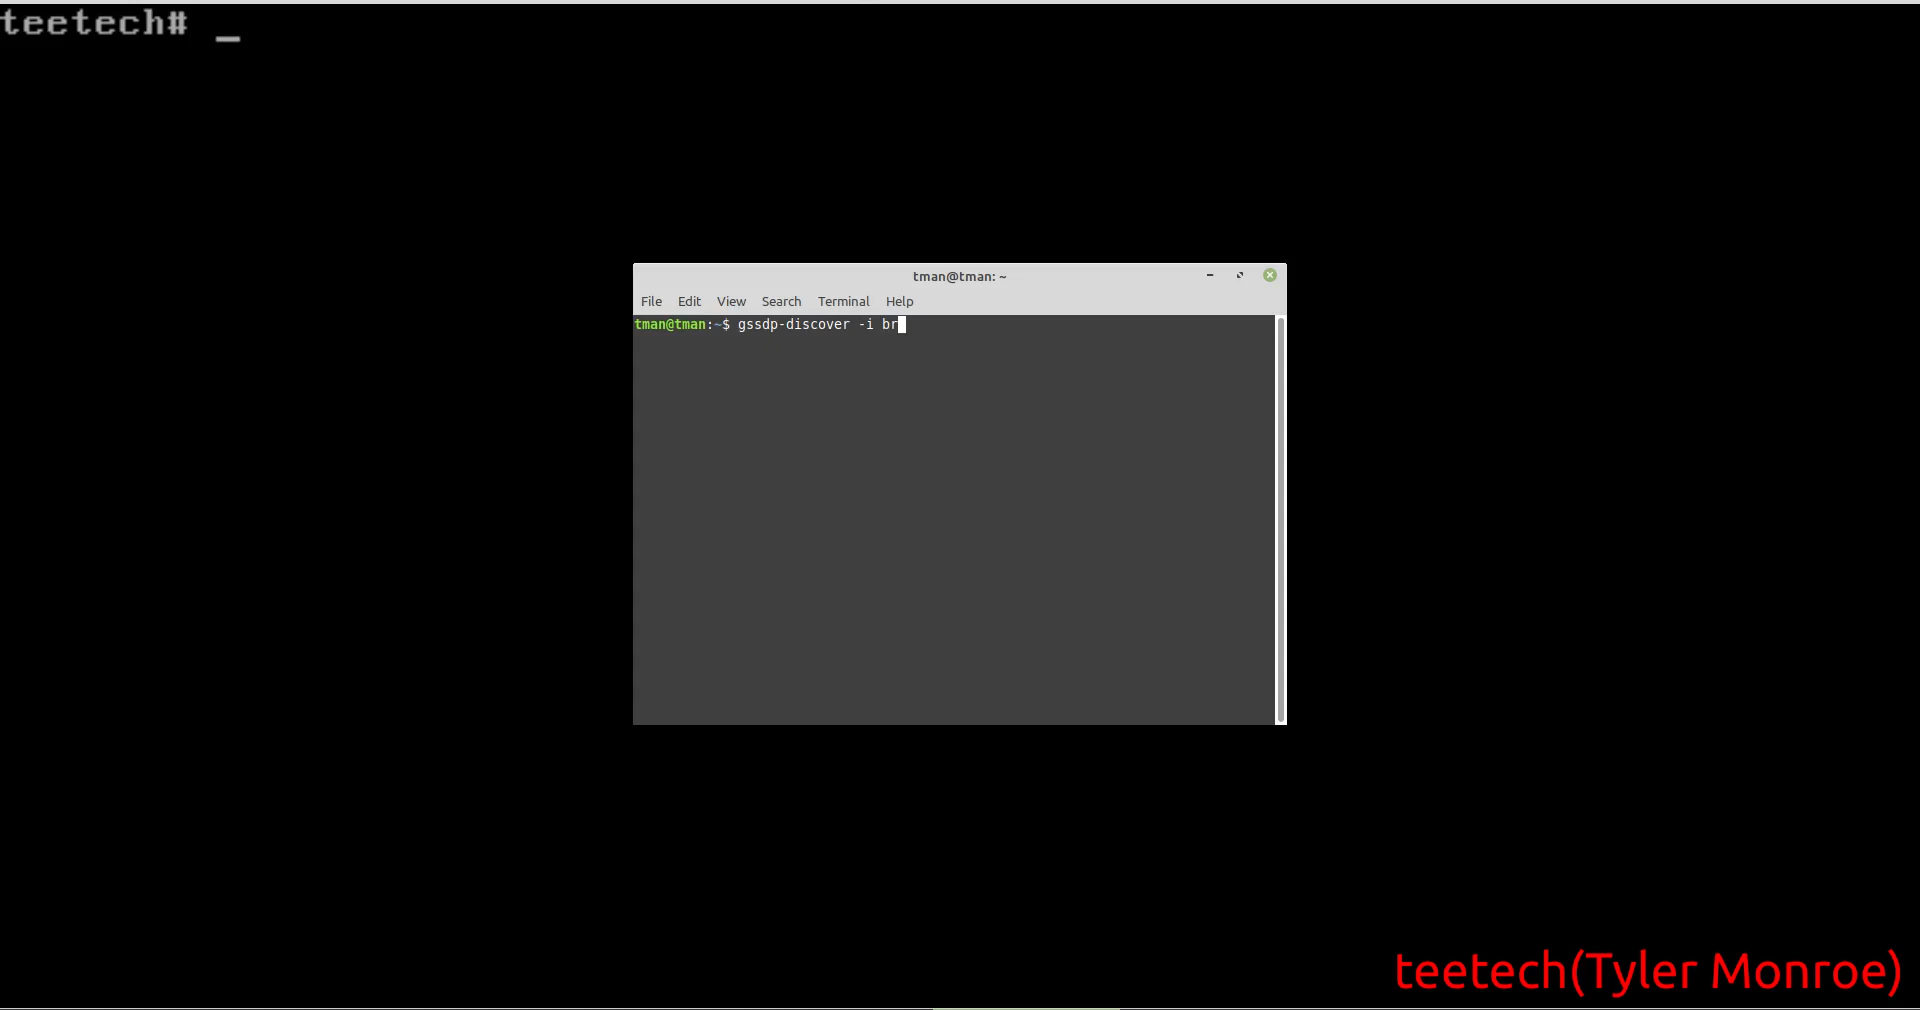 teetech# _
tman@tman: ~
File Edit View Search Terminal Help
tman@tman:~$ gssdp-discover -i br
teetech(Tyler Monroe)